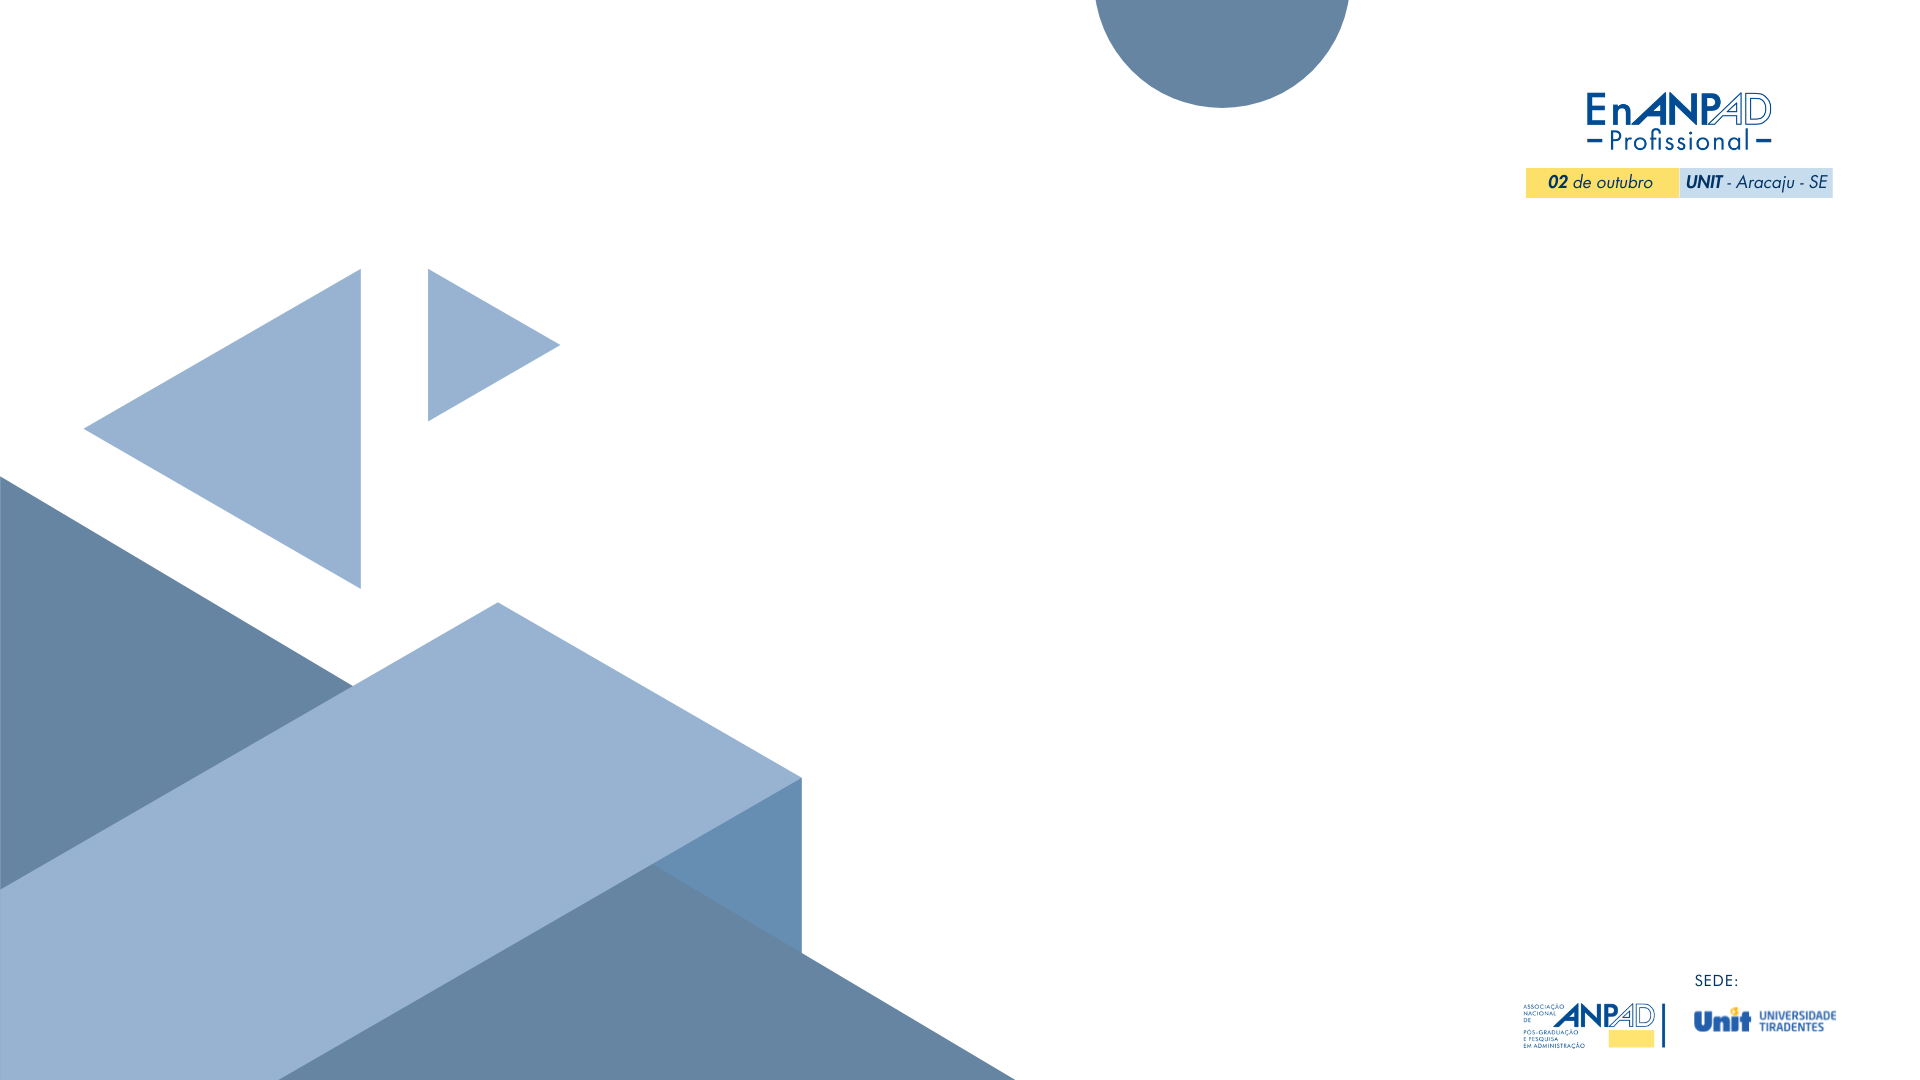 EnANPAD
Profissional
02 de outubro
UNIT - Aracaju - SE
SEDE:
ASSOCIAÇÃO
NACIONAL
DE
ANPAD
PÓS-GRADUAÇÃO
E PESQUISA
EM ADMINISTRAÇÃO
Unit
UNIVERSIDADE
TIRADENTES